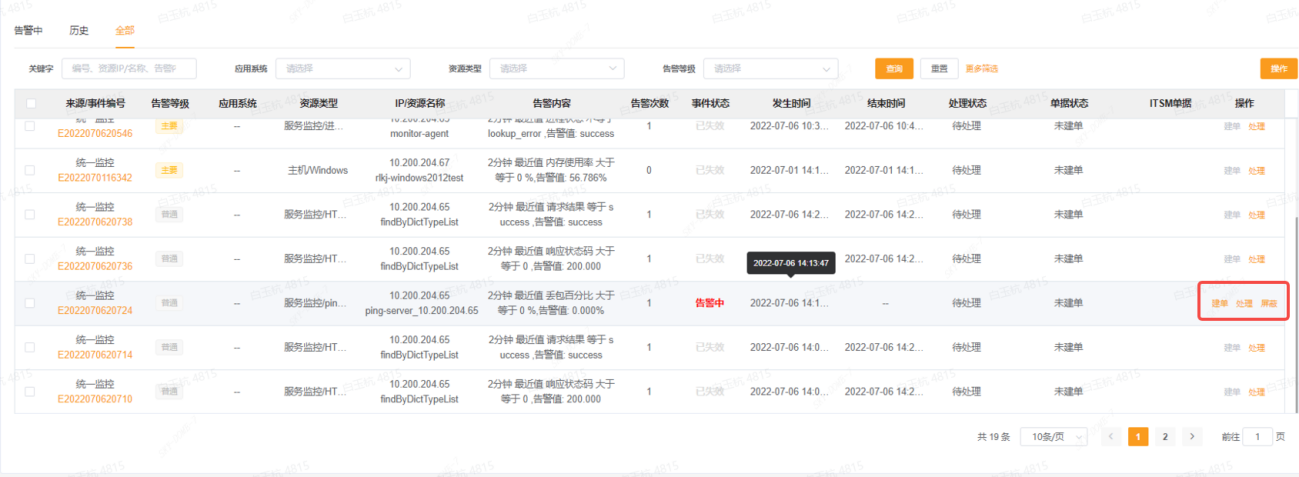 告警中 历史 全部
关键字 编号、资源IP/名称、告警 应用系统 请选择 资源类型 请选择 告警等级 请选择 查询 重置 更多筛选 操作
来源/事件编号 告警等级 应用系统 资源类型 IP/资源名称 告警内容 告警次数 事件状态 发生时间 结束时间 处理状态 单据状态 ITSM单据 操作
统一监控 10.200.204.65 2分钟 最近值 进程状态 不等于
E2022070620546 主要 -- 服务监控/进... monitor-agent lookup_error ,告警值: success 1 已失效 2022-07-06 10:3... 2022-07-06 10:4... 待处理 未建单 建单 处理
统一监控 10.200.204.67 2分钟 最近值 内存使用率 大于
E2022070116342 主要 -- 主机/Windows rlkj-windows2012test 等于 0 %,告警值: 56.786% 0 已失效 2022-07-01 14:1... 2022-07-01 14:1... 待处理 未建单 建单 处理
统一监控 10.200.204.65 2分钟 最近值 请求结果 等于 s
E2022070620738 普通 -- 服务监控/HT... findByDictTypeList uccess ,告警值: success 1 已失效 2022-07-06 14:2... 2022-07-06 14:2... 待处理 未建单 建单 处理
统一监控 10.200.204.65 2分钟 最近值 响应状态码 大于
E2022070620736 普通 -- 服务监控/HT... findByDictTypeList 等于 0 ,告警值: 200.000 1 已失效 2022-07-06 14:13:47 2022-07-06 14:2... 待处理 未建单 建单 处理
统一监控 10.200.204.65 2分钟 最近值 丢包百分比 大于
E2022070620724 普通 -- 服务监控/pin... ping-server_10.200.204.65 等于 0 %,告警值: 0.000% 1 告警中 2022-07-06 14:1... -- 待处理 未建单 建单 处理 屏蔽
统一监控 10.200.204.65 2分钟 最近值 请求结果 等于 s
E2022070620714 普通 -- 服务监控/HT... findByDictTypeList uccess ,告警值: success 1 已失效 2022-07-06 14:0... 2022-07-06 14:2... 待处理 未建单 建单 处理
统一监控 10.200.204.65 2分钟 最近值 响应状态码 大于
E2022070620710 普通 -- 服务监控/HT... findByDictTypeList 等于 0 ,告警值: 200.000 1 已失效 2022-07-06 14:0... 2022-07-06 14:2... 待处理 未建单 建单 处理
共 19 条 10条/页 1 2 前往 1 页
白玉杭 4815